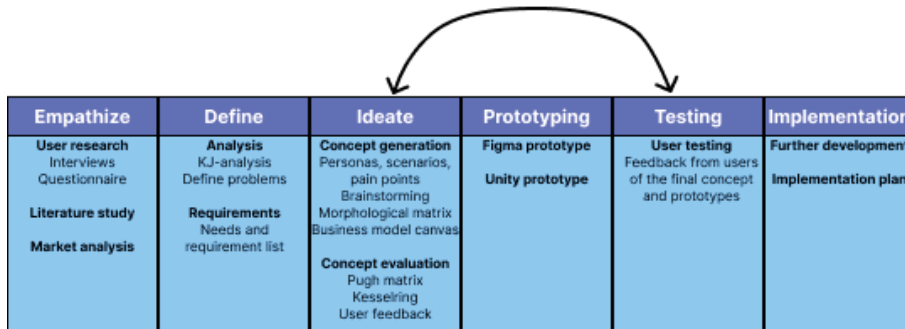 Empathize
User research
Interviews
Questionnaire
Literature study
Market analysis
Define
Analysis
KJ-analysis
Define problems
Requirements
Needs and
requirement list
Ideate
Concept generation
Personas, scenarios,
pain points
Brainstorming
Morphological matrix
Business model canvas
Concept evaluation
Pugh matrix
Kesselring
User feedback
Prototyping
Figma prototype
Unity prototype
Testing
User testing
Feedback from users
of the final concept
and prototypes
Implementation
Further development
Implementation plan